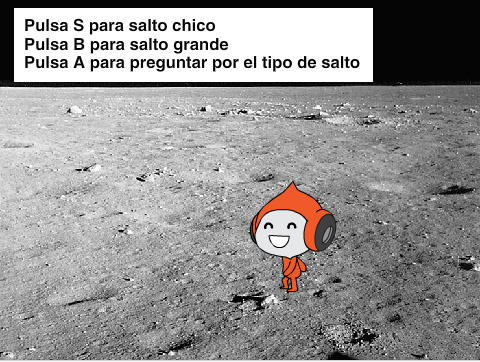 Pulsa S para salto chico
Pulsa B para salto grande
Pulsa A para preguntar por el tipo de salto